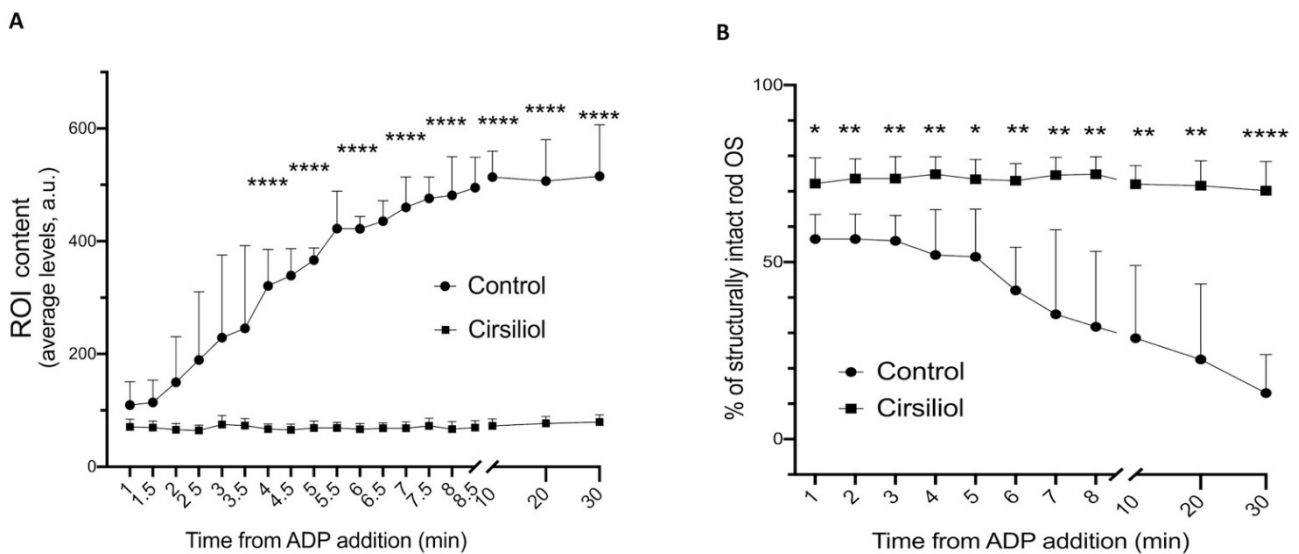 A
ROI content
(average levels, a.u.)
600
400
200
0
**** **** **** **** **** **** **** ****
Control
Cirsiliol
1 1.5 2 2.5 3 3.5 4 4.5 5 5.5 6 6.5 7 7.5 8 8.5 10 20 30
Time from ADP addition (min)
B
% of structurally intact rod OS
100
50
0
* ** ** ** * ** ** ** ** ** ****
Control
Cirsiliol
1 2 3 4 5 6 7 8 10 20 30
Time from ADP addition (min)